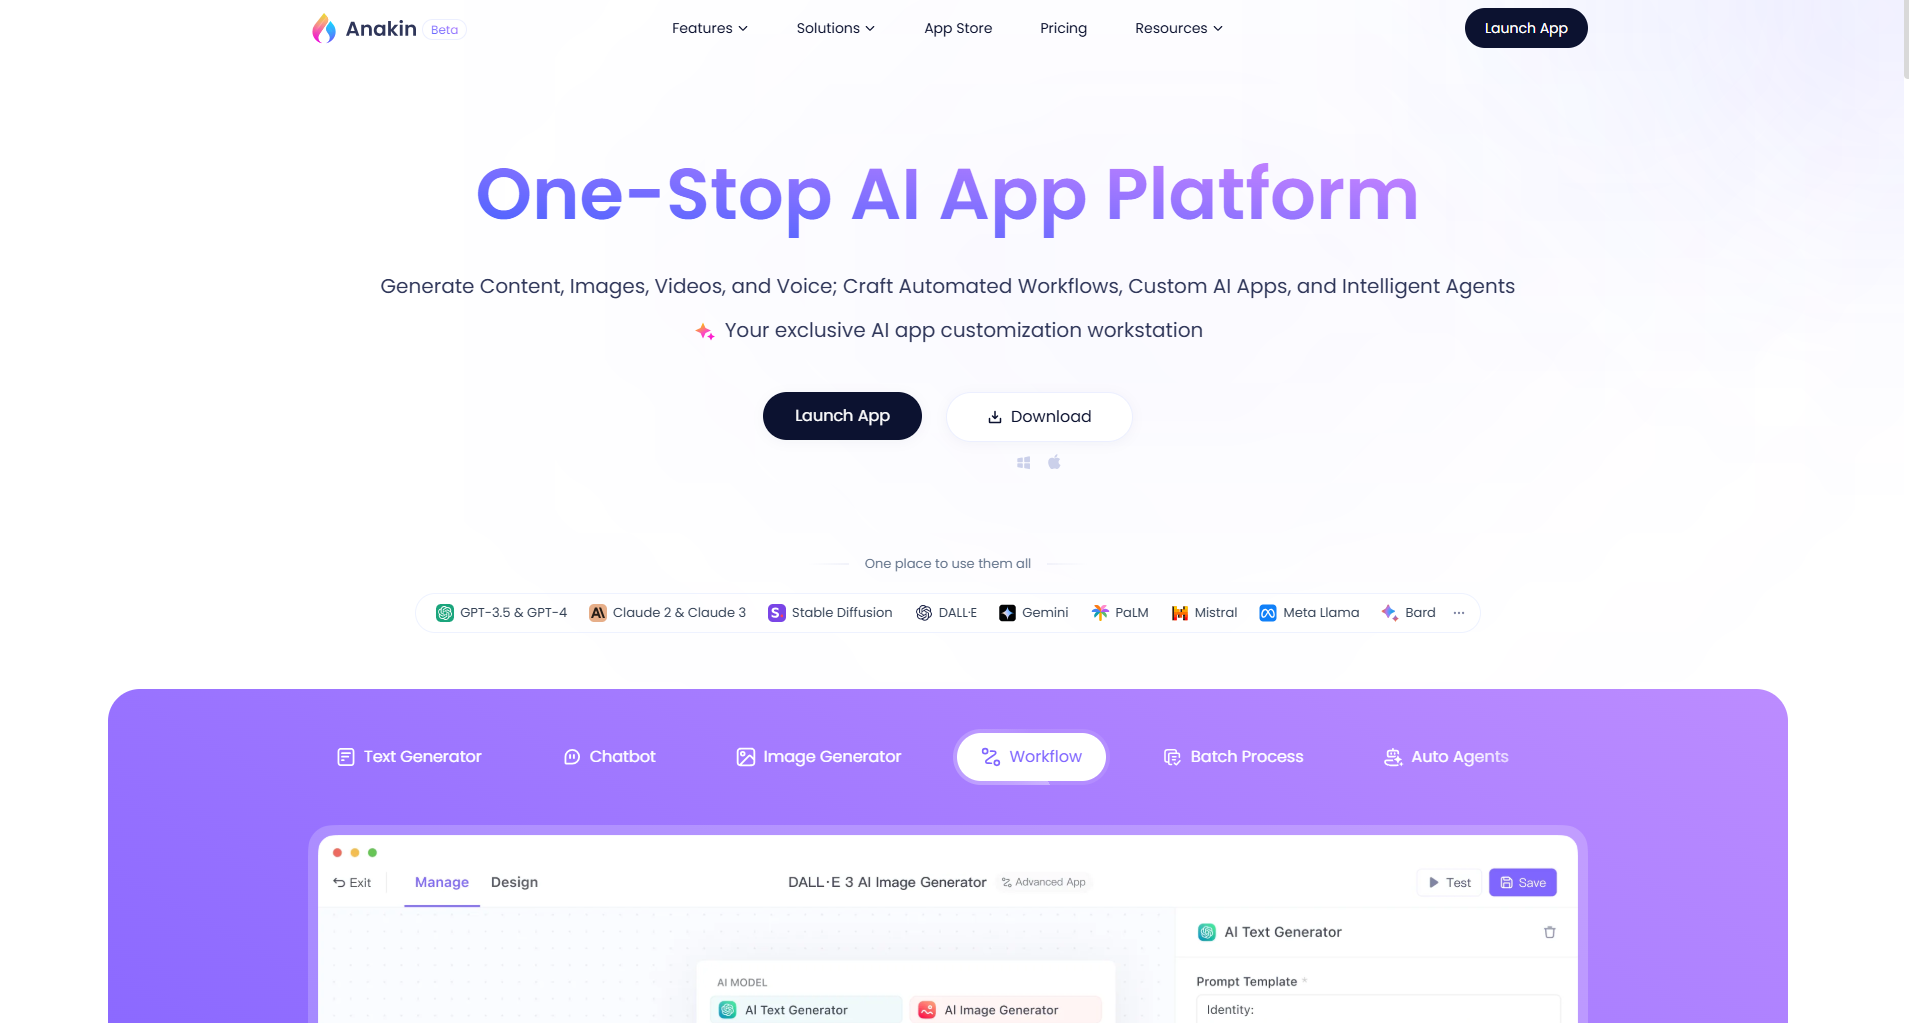 Anakin Beta Features Solutions App Store Pricing Resources Launch App
One-Stop AI App Platform
Generate Content, Images, Videos, and Voice; Craft Automated Workflows, Custom AI Apps, and Intelligent Agents
Your exclusive AI app customization workstation
Launch App Download
One place to use them all
GPT-3.5 & GPT-4 Claude 2 & Claude 3 Stable Diffusion DALL·E Gemini PaLM Mistral Meta Llama Bard ···
Text Generator Chatbot Image Generator Workflow Batch Process Auto Agents
Exit Manage Design DALL·E 3 AI Image Generator Advanced App Test Save
AI Text Generator
AI MODEL
Prompt Template *
AI Text Generator AI Image Generator
Identity: